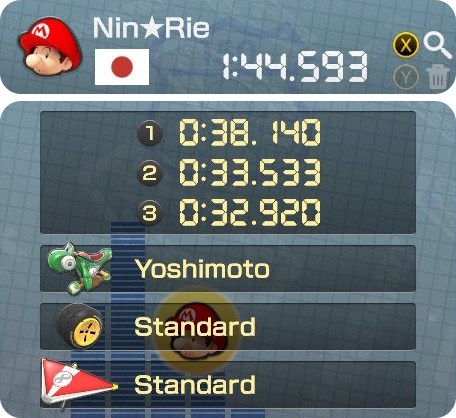 Nin★Rie
X
1:44.593
Y
1 0:38.140
2 0:33.533
3 0:32.920
Yoshimoto
Standard
Standard